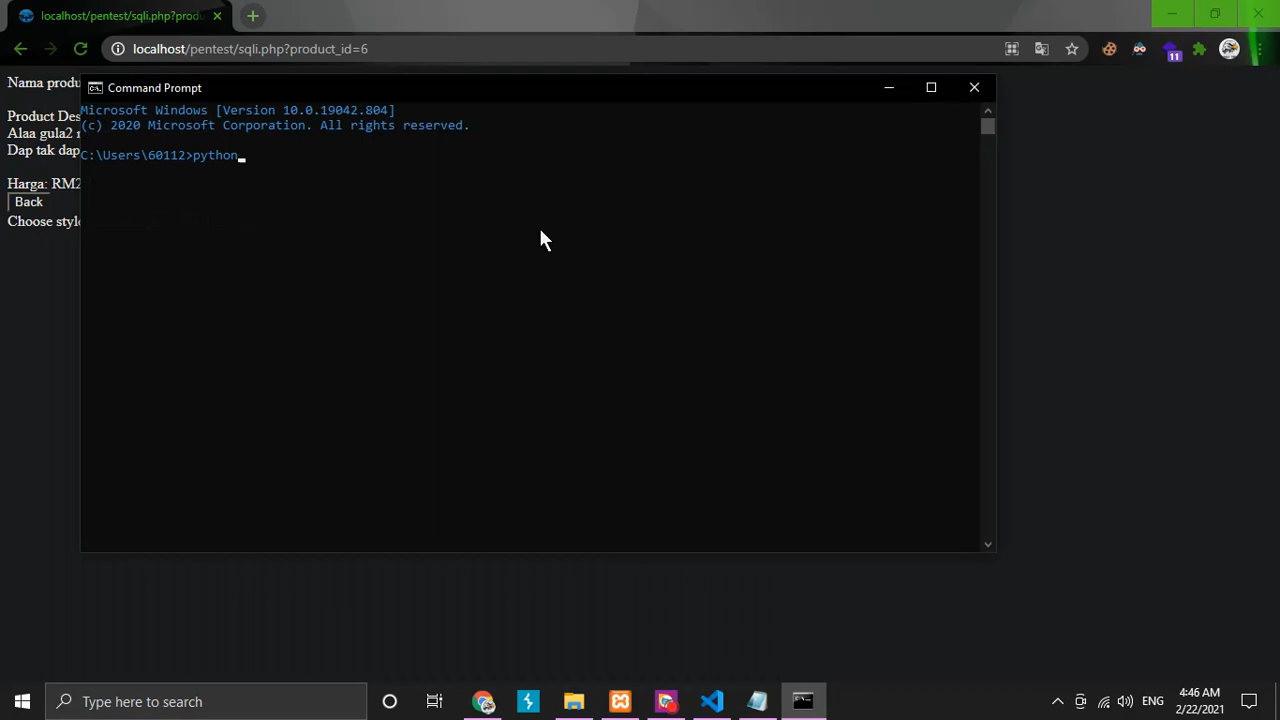 localhost/pentest/sqli.php?produ
localhost/pentest/sqli.php?product_id=6
11
Nama produ
Product Des
Alaa gula2 r
Dap tak dap
Harga: RM2
Back
Choose style
Command Prompt
Microsoft Windows [Version 10.0.19042.804]
(c) 2020 Microsoft Corporation. All rights reserved.
C:\Users\60112>python
Type here to search
ENG
4:46 AM
2/22/2021